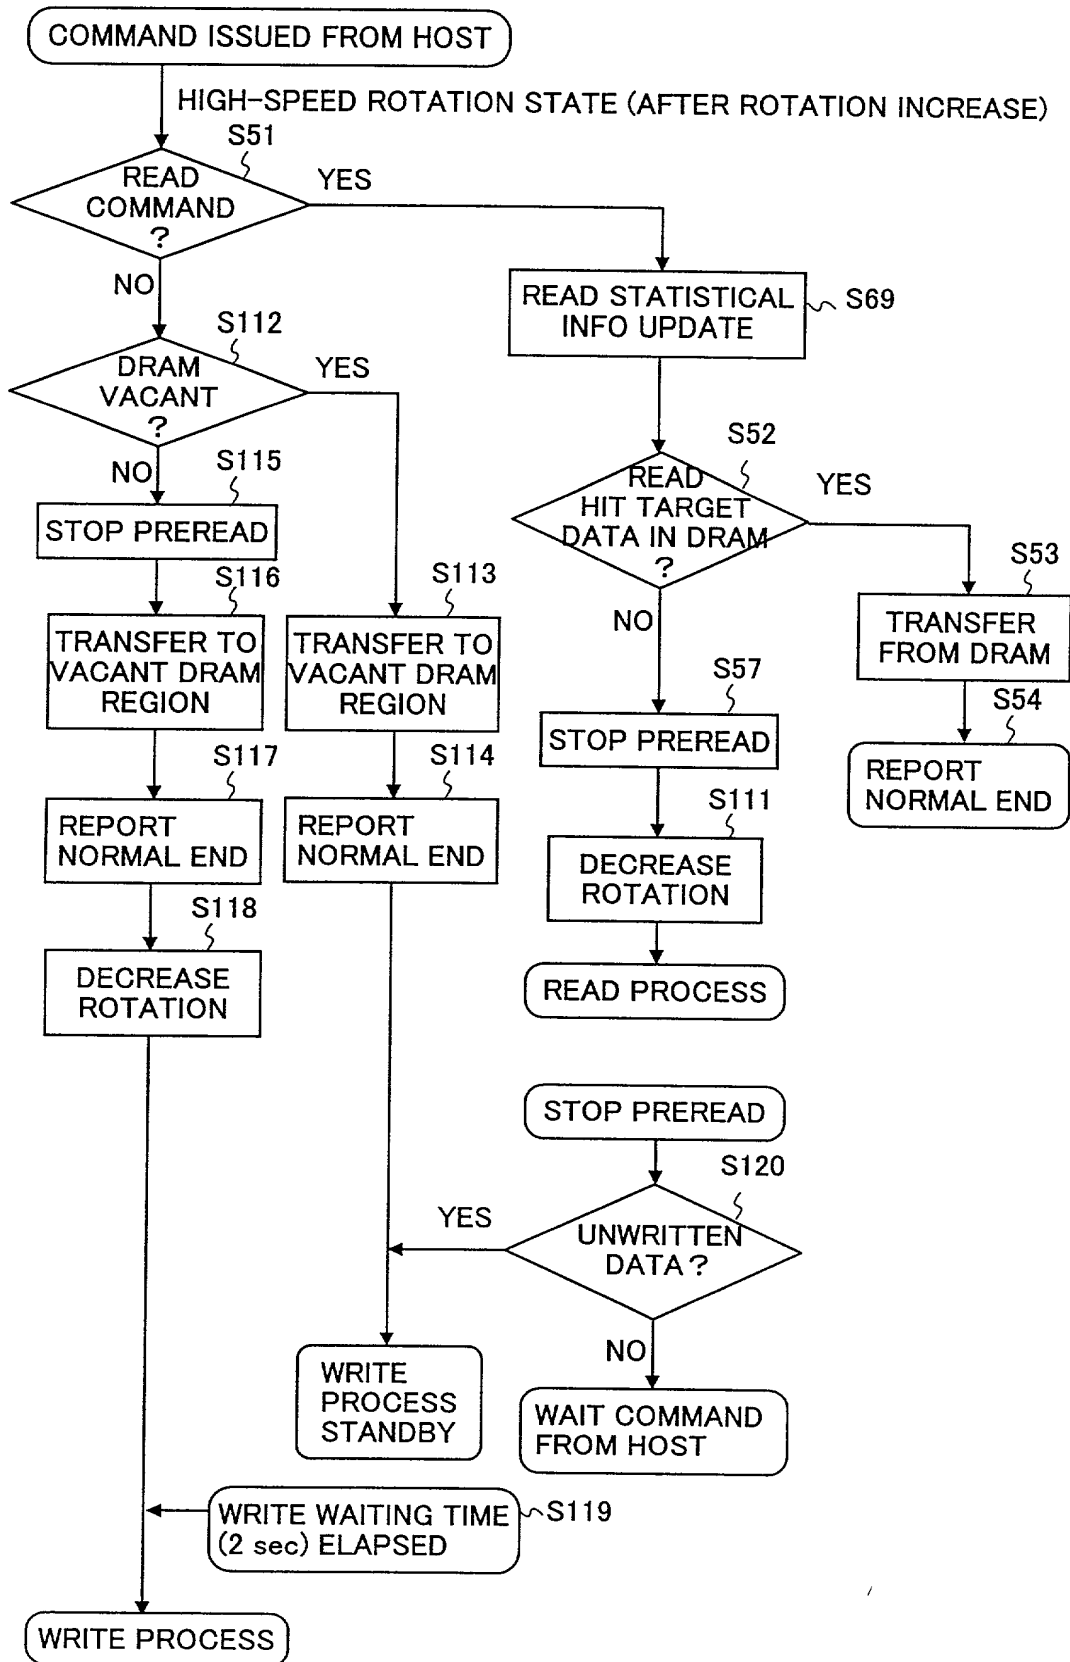 COMMAND ISSUED FROM HOST
HIGH-SPEED ROTATION STATE (AFTER ROTATION INCREASE)
S51
READ
COMMAND
?
YES
NO
READ STATISTICAL
INFO UPDATE
S69
S112
DRAM
VACANT
?
YES
NO
S52
READ
HIT TARGET
DATA IN DRAM
?
YES
NO
S115
STOP PREREAD
S116
TRANSFER TO
VACANT DRAM
REGION
S113
TRANSFER TO
VACANT DRAM
REGION
S53
TRANSFER
FROM DRAM
S57
STOP PREREAD
S54
REPORT
NORMAL END
S117
REPORT
NORMAL END
S114
REPORT
NORMAL END
S111
DECREASE
ROTATION
S118
DECREASE
ROTATION
READ PROCESS
STOP PREREAD
S120
UNWRITTEN
DATA?
YES
NO
WRITE
PROCESS
STANDBY
WAIT COMMAND
FROM HOST
WRITE WAITING TIME
(2 sec) ELAPSED
S119
WRITE PROCESS